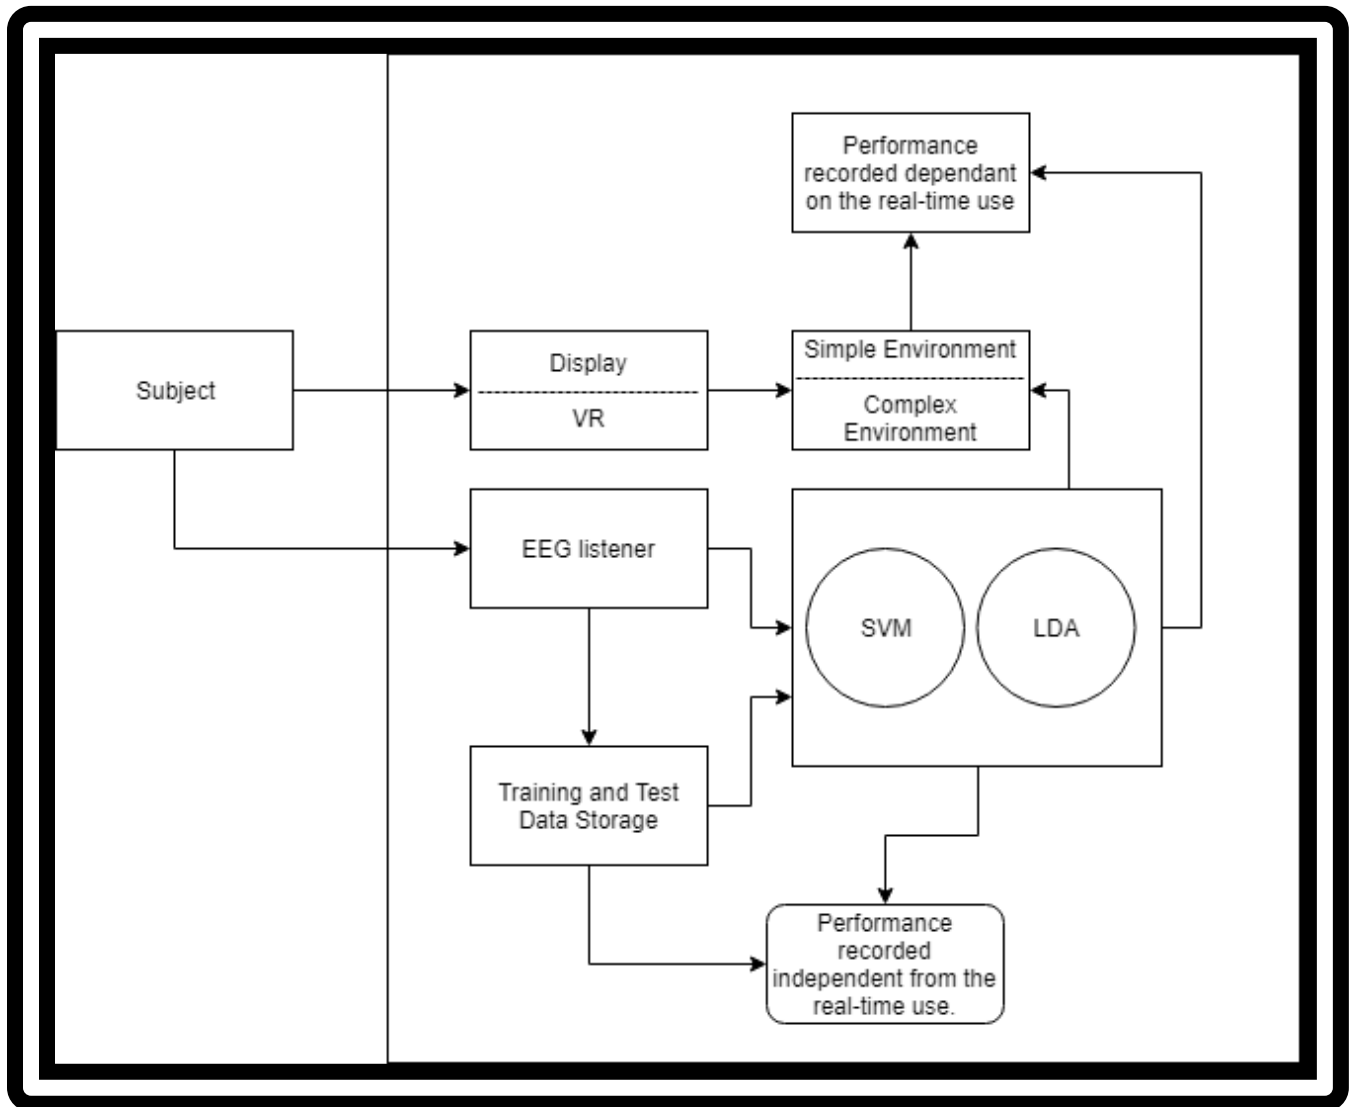 Performance
recorded dependant
on the real-time use
Subject
Display
VR
Simple Environment
Complex
Environment
EEG listener
SVM
LDA
Training and Test
Data Storage
Performance
recorded
independent from the
real-time use.